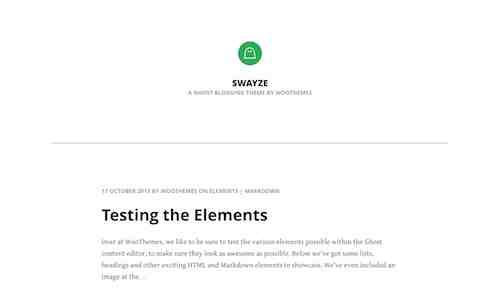 SWAYZE
A GHOST BLOGGING THEME BY WOOTHEMES
17 OCTOBER 2013 BY WOOTHEMES ON ELEMENTS | MARKDOWN
Testing the Elements
Over at WooThemes, we like to be sure to test the various elements possible within the Ghost
content editor, to make sure they look as awesome as possible. Below we've got some lists,
headings and other exciting HTML and Markdown elements to showcase. We've even included an
image at the ...